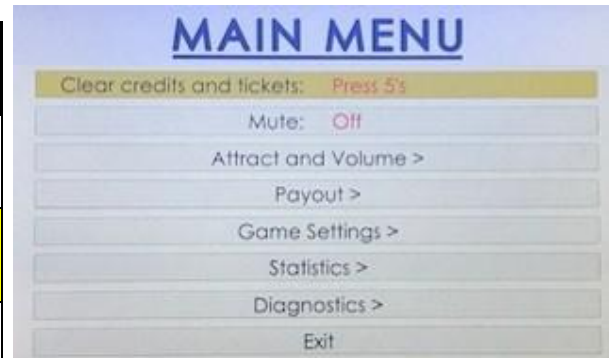 MAIN MENU
Clear credits and tickets: Press 5's
Mute: Off
Attract and Volume >
Payout >
Game Settings >
Statistics >
Diagnostics >
Exit